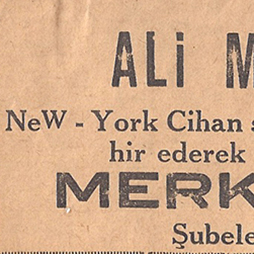 ALi M
NeW - York Cihan s
hir ederek
MERK
Şubele